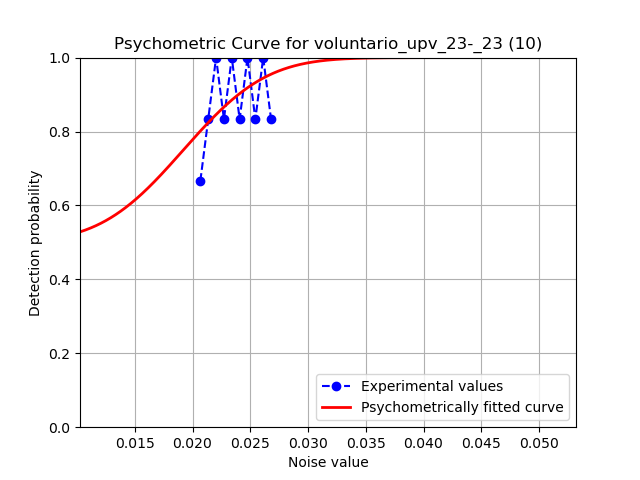 Psychometric Curve for voluntario_upv_23-_23 (10)
Detection probability
1.0
0.8
0.6
0.4
0.2
0.0
0.015 0.020 0.025 0.030 0.035 0.040 0.045 0.050
Noise value
Experimental values
Psychometrically fitted curve